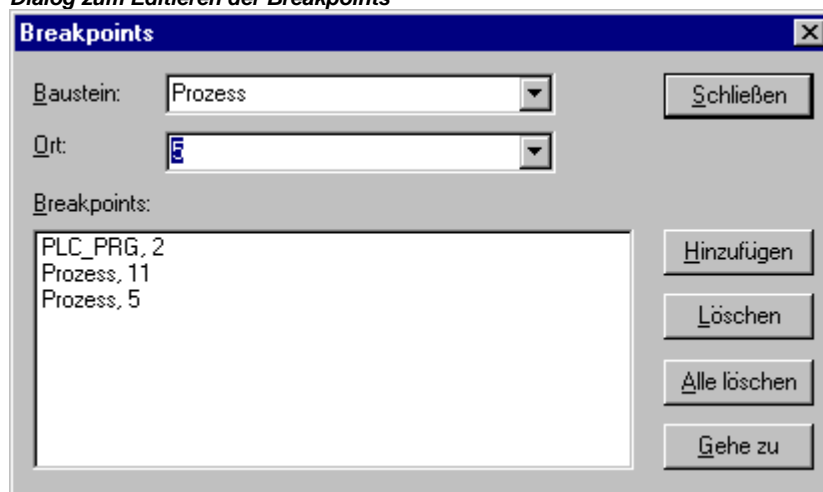 Dialog zum Editieren der Breakpoints
Breakpoints
Baustein: Prozess
Schließen
Ort: 5
Breakpoints:
PLC_PRG, 2
Prozess, 11
Prozess, 5
Hinzufügen
Löschen
Alle löschen
Gehe zu